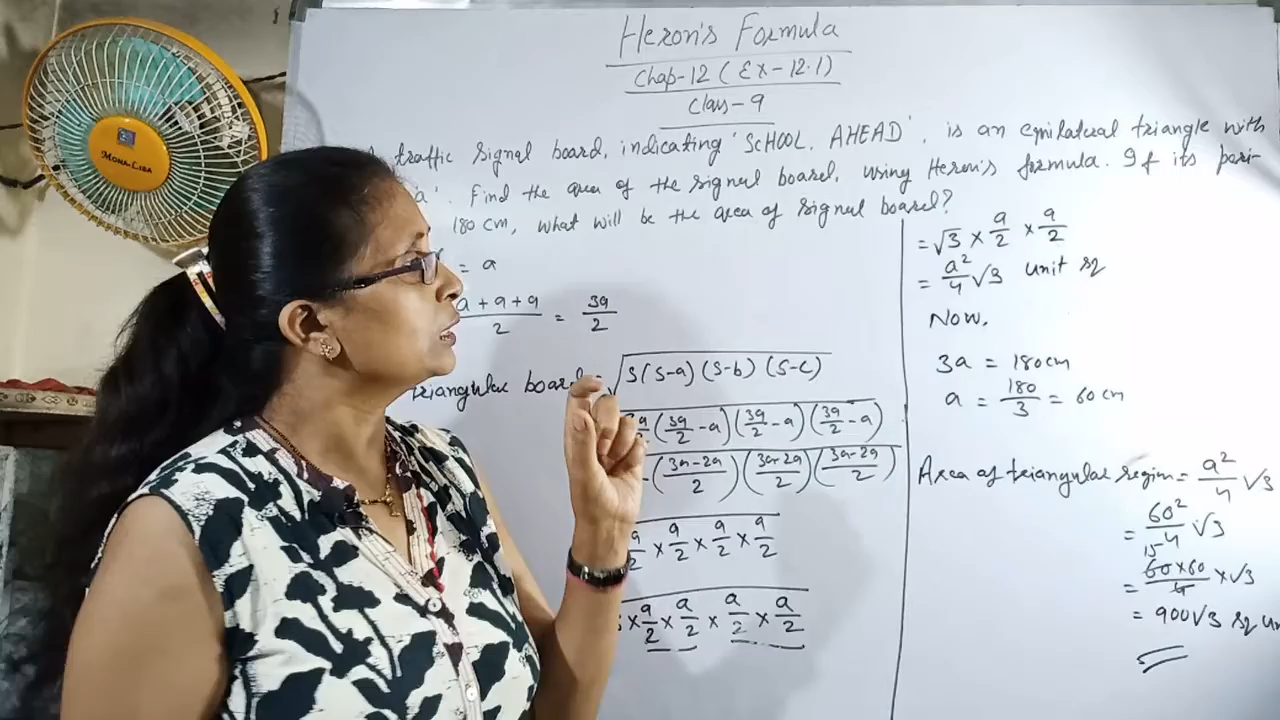 Heron's Formula
Chap-12 (Ex-12.1)
Class-9
traffic signal board, indicating 'SCHOOL AHEAD', is an equilateral triangle with
'a'. Find the area of the signal board, using Heron's formula. If its peri-
180 cm, what will be the area of signal board?
= a
a + a + a / 2 = 3a / 2
triangular board = √s(s-a)(s-b)(s-c)
(3a/2 - a)(3a/2 - a)(3a/2 - a)
(3a-2a / 2)(3a-2a / 2)(3a-2a / 2)
a/2 × a/2 × a/2 × a/2
× a/2 × a/2 × a/2 × a/2
= √3 × a/2 × a/2
= a²/4 √3 unit sq
Now,
3a = 180cm
a = 180/3 = 60 cm
Area of triangular region = a²/4 √3
= 60²/4 √3
15
= 60×60/4 × √3
= 900√3 sq un
MONA-LISA